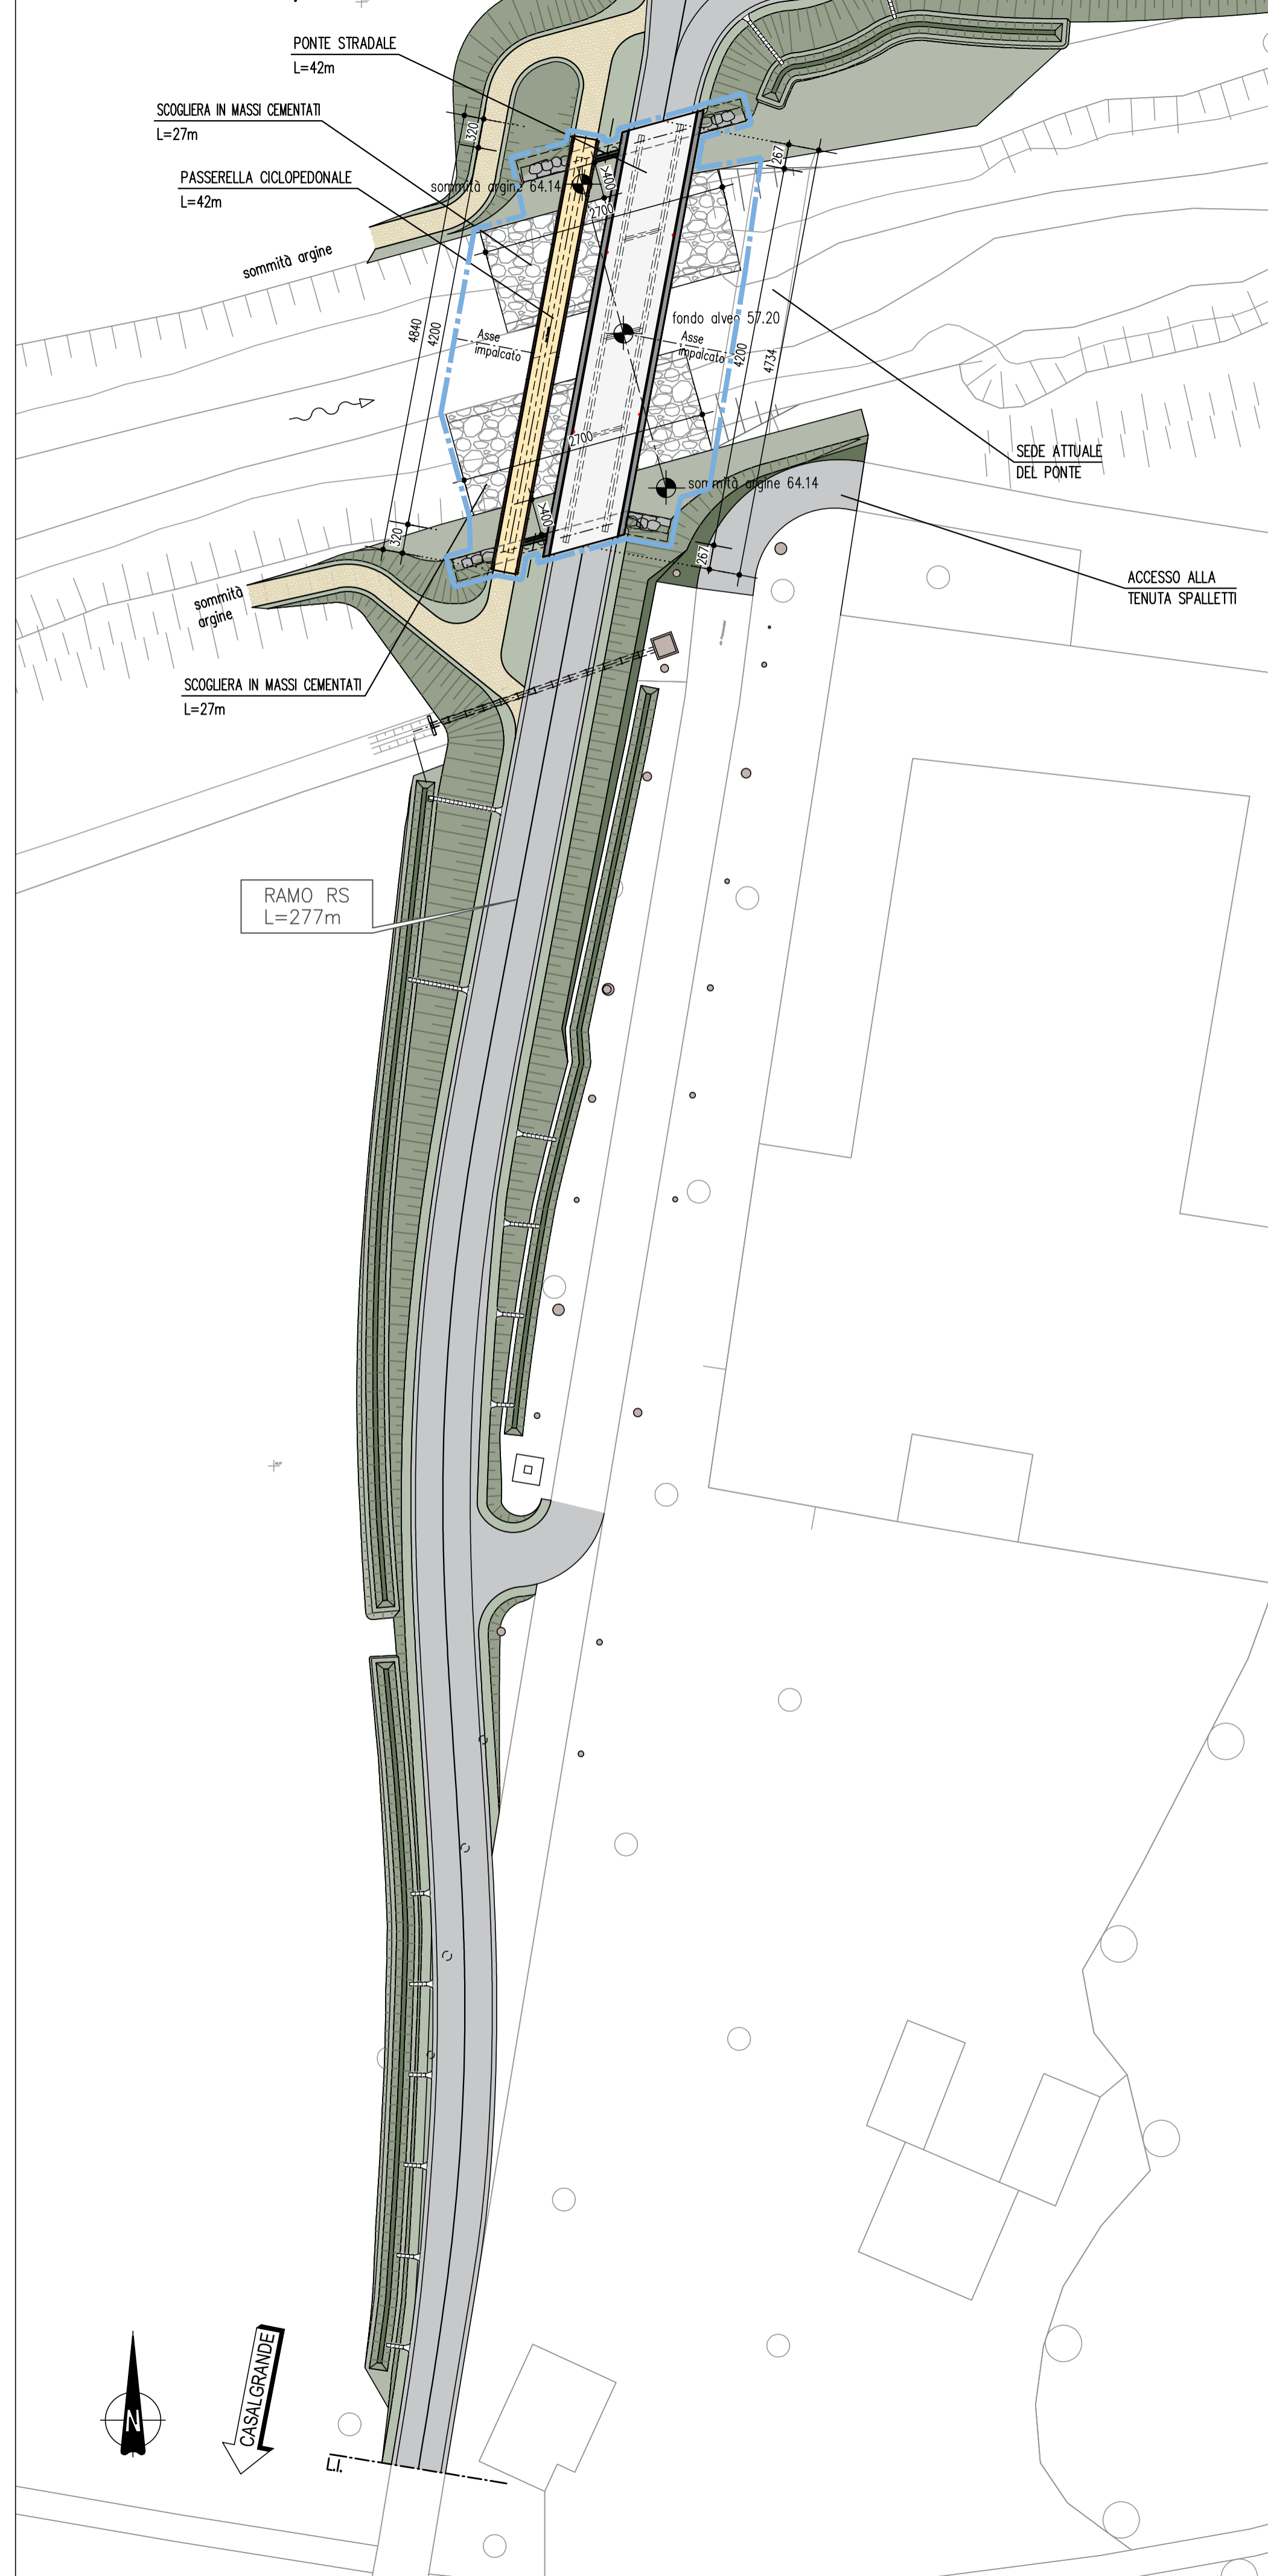 PONTE STRADALE
L=42m
SCOGLIERA IN MASSI CEMENTATI
L=27m
PASSERELLA CICLOPEDONALE
L=42m
320
267
>400
sommità argine 64.14
2700
sommità argine
fondo alveo 57.20
4840
4200
Asse
impalcato
Asse
impalcato
4200
4734
2700
SEDE ATTUALE
DEL PONTE
sommità argine 64.14
>400
320
267
ACCESSO ALLA
TENUTA SPALLETTI
sommità
argine
SCOGLIERA IN MASSI CEMENTATI
L=27m
RAMO RS
L=277m
N
CASALGRANDE
L.I.